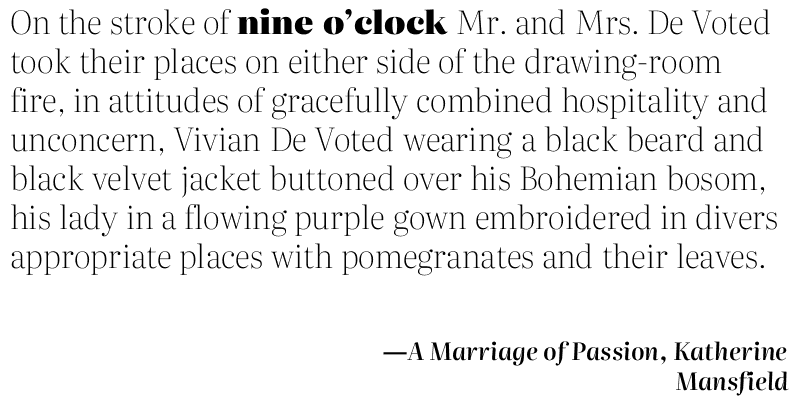 On the stroke of nine o’clock Mr. and Mrs. De Voted
took their places on either side of the drawing-room
fire, in attitudes of gracefully combined hospitality and
unconcern, Vivian De Voted wearing a black beard and
black velvet jacket buttoned over his Bohemian bosom,
his lady in a flowing purple gown embroidered in divers
appropriate places with pomegranates and their leaves.
—A Marriage of Passion, Katherine
Mansfield